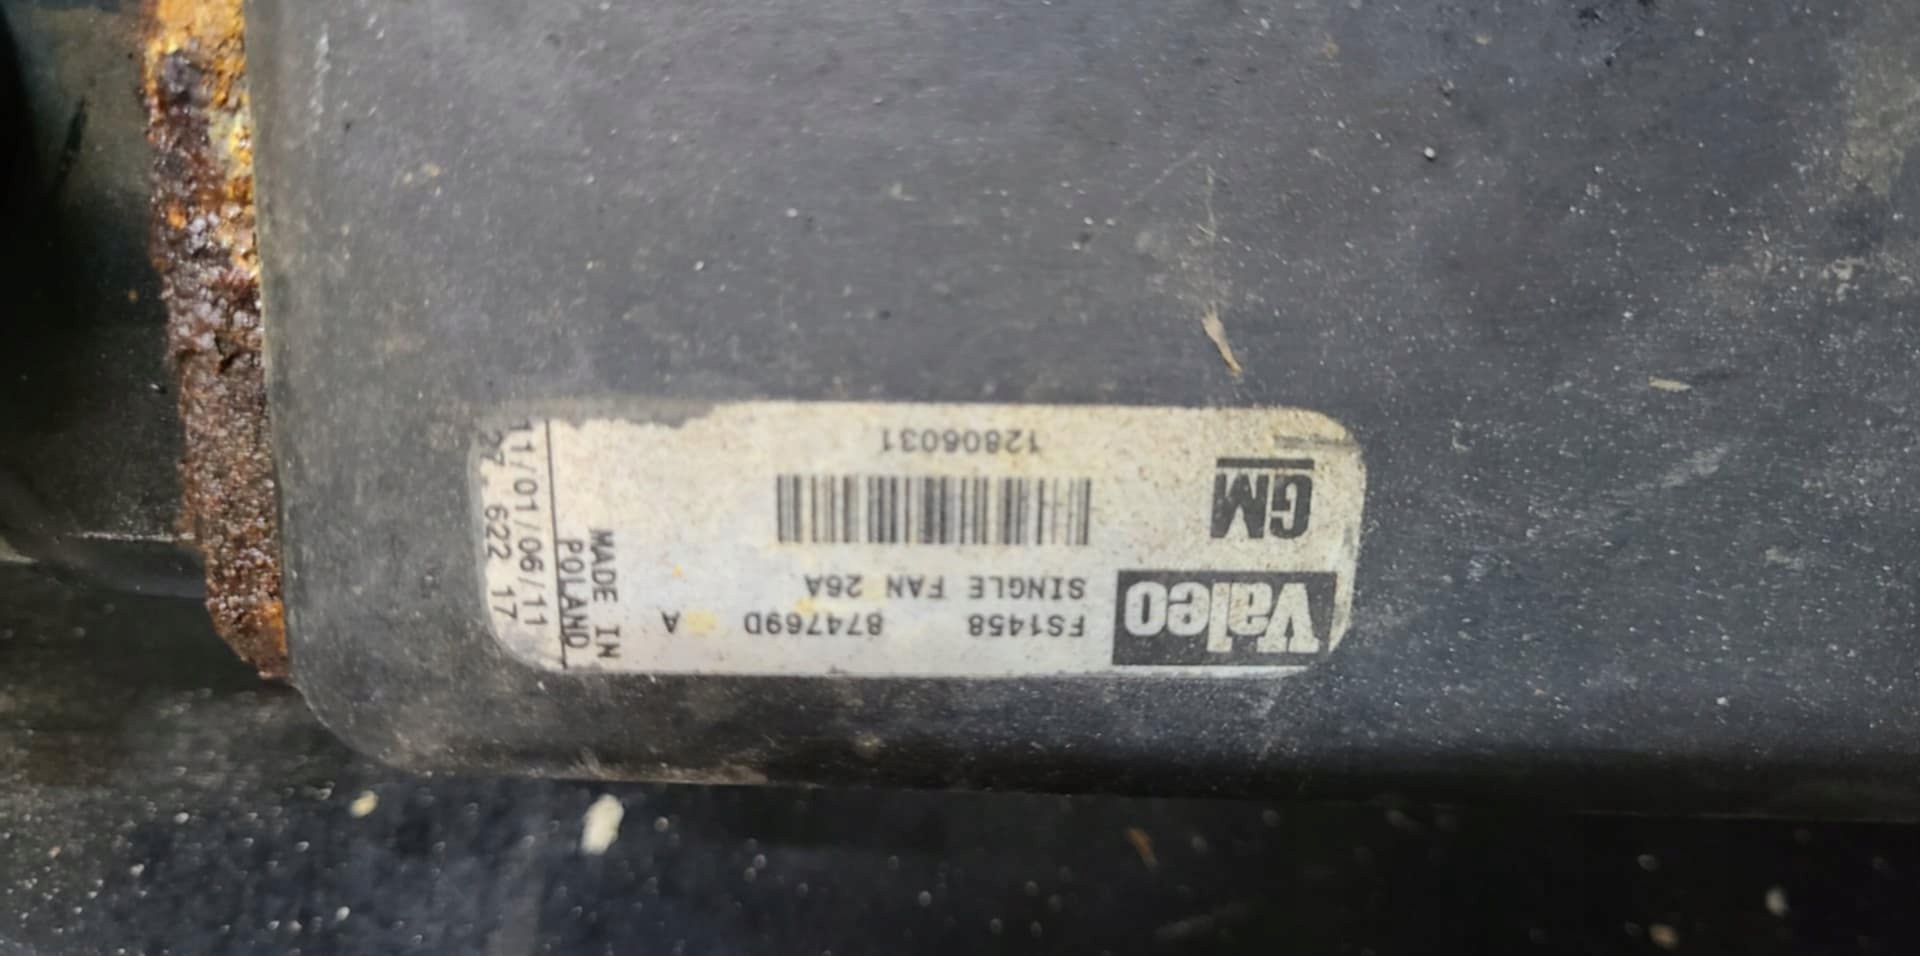 Valeo
FS1458 874769D A
SINGLE FAN 26A
GM
12806031
MADE IN
POLAND
11/01/06/11
27.622 17